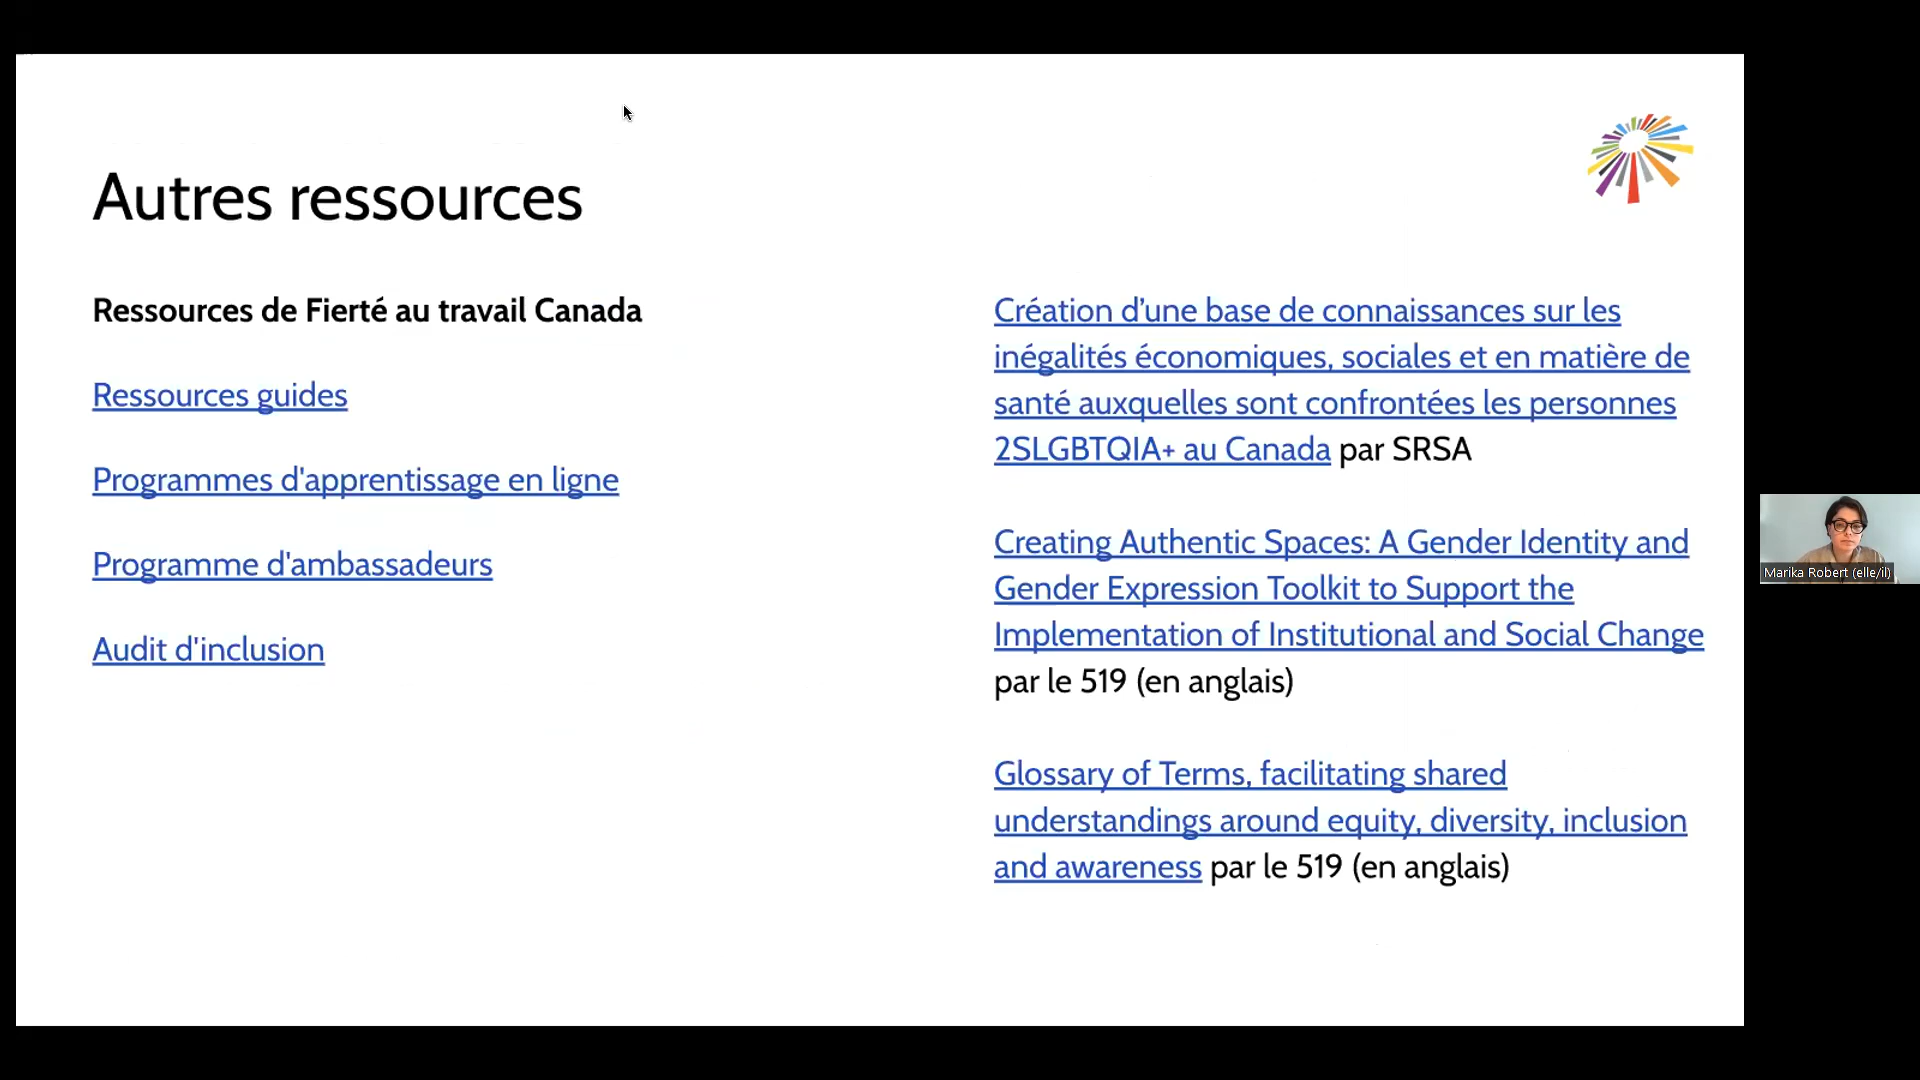 Autres ressources
Ressources de Fierté au travail Canada
Ressources guides
Programmes d'apprentissage en ligne
Programme d'ambassadeurs
Audit d'inclusion
Création d’une base de connaissances sur les
inégalités économiques, sociales et en matière de
santé auxquelles sont confrontées les personnes
2SLGBTQIA+ au Canada par SRSA
Creating Authentic Spaces: A Gender Identity and
Gender Expression Toolkit to Support the
Implementation of Institutional and Social Change
par le 519 (en anglais)
Glossary of Terms, facilitating shared
understandings around equity, diversity, inclusion
and awareness par le 519 (en anglais)
Marika Robert (elle/il)